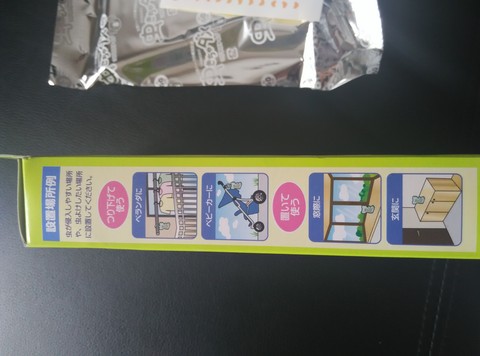 設置場所例
虫が侵入しやすい場所
や、虫よけしたい場所
に設置してください。
つり下げて
使う
ベランダに
ベビーカーに
置いて
使う
窓際に
玄関に